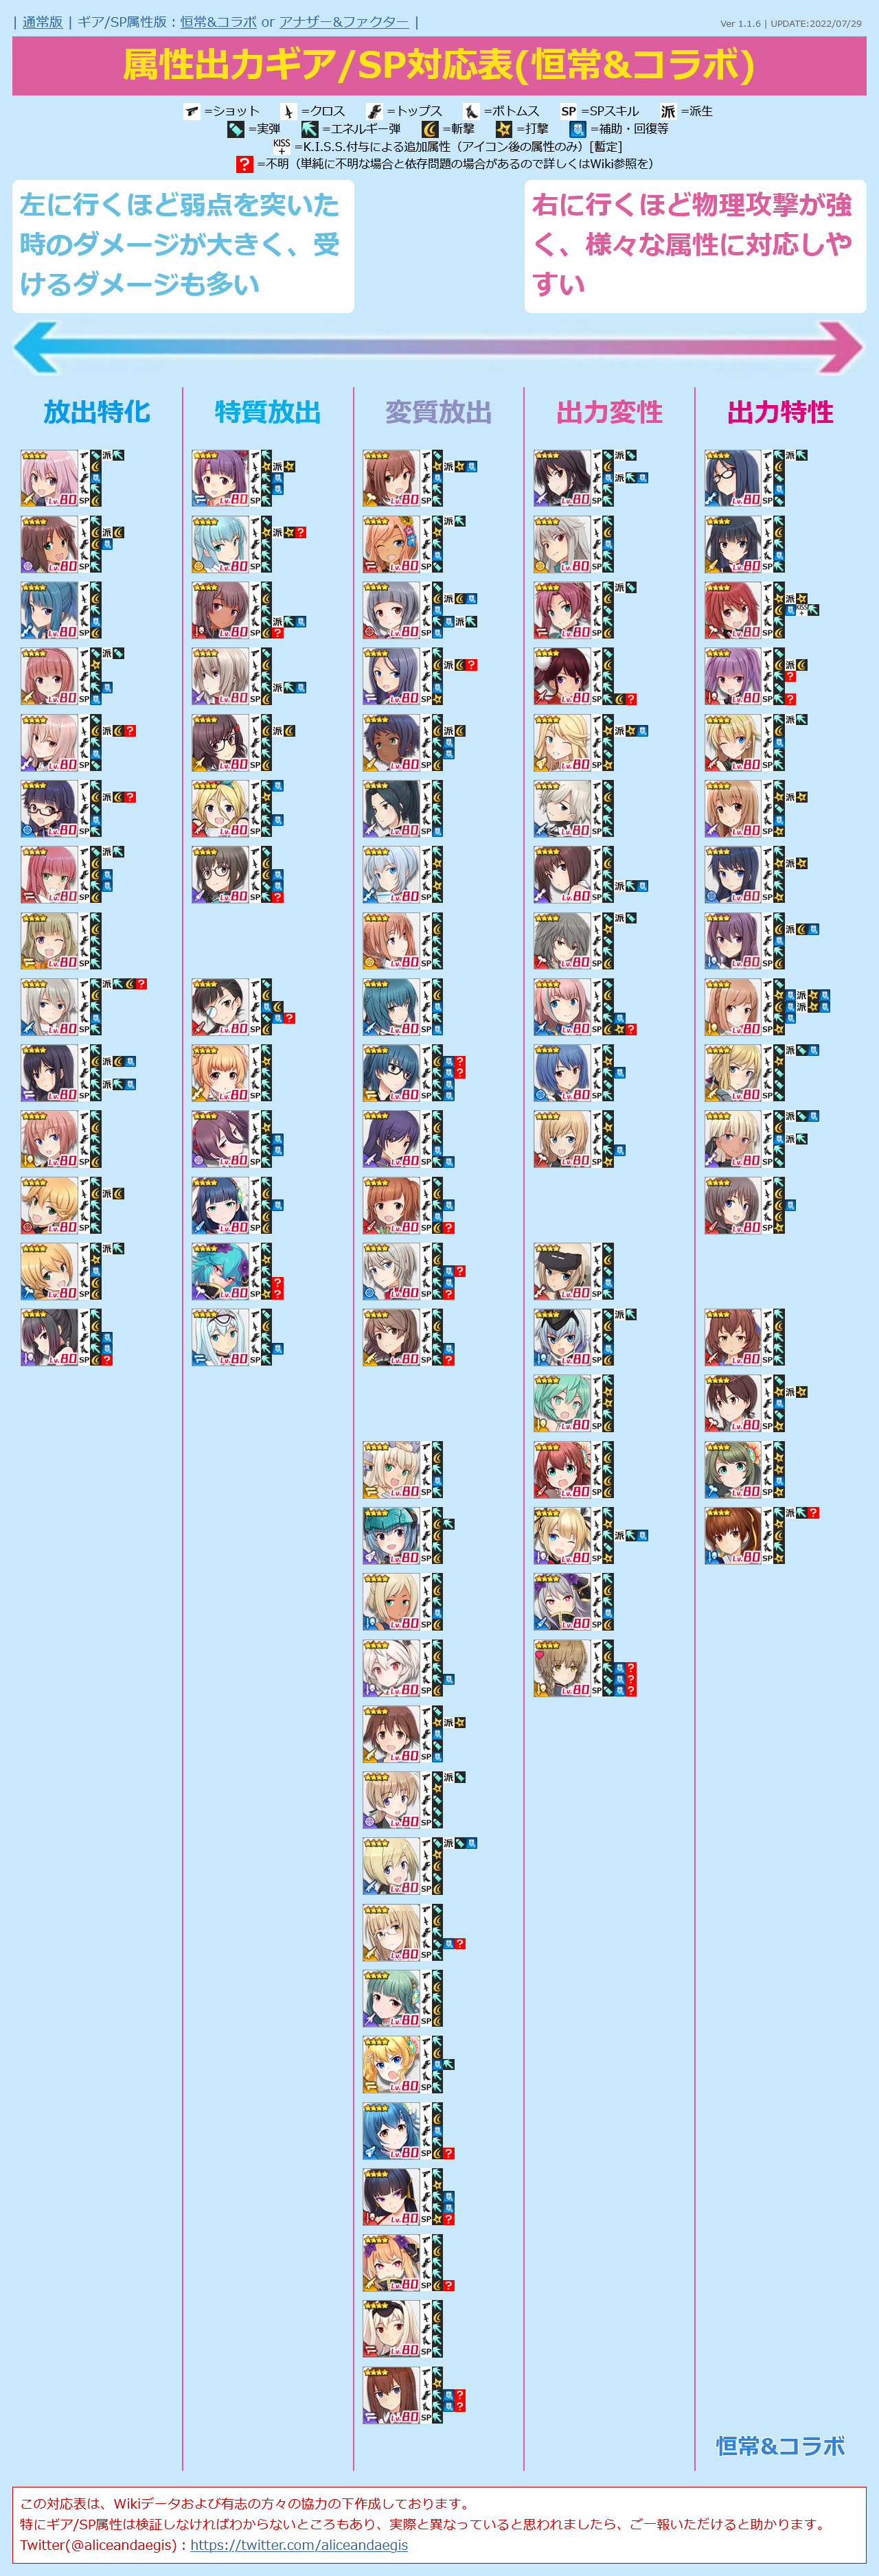 | 通常版 | ギア/SP属性版：恒常&コラボ or アナザー&ファクター |
Ver 1.1.6 | UPDATE:2022/07/29
属性出力ギア/SP対応表(恒常&コラボ)
=ショット =クロス =トップス =ボトムス SP =SPスキル 派 =派生
=実弾 =エネルギー弾 =斬撃 =打撃 =補助・回復等
KISS + =K.I.S.S.付与による追加属性（アイコン後の属性のみ）[暫定]
? =不明（単純に不明な場合と依存問題の場合があるので詳しくはWiki参照を）
左に行くほど弱点を突いた
時のダメージが大きく、受
けるダメージも多い
右に行くほど物理攻撃が強
く、様々な属性に対応しや
すい
放出特化 特質放出 変質放出 出力変性 出力特性
恒常&コラボ
この対応表は、Wikiデータおよび有志の方々の協力の下作成しております。
特にギア/SP属性は検証しなければわからないところもあり、実際と異なっていると思われましたら、ご一報いただけると助かります。
Twitter(@aliceandaegis)：https://twitter.com/aliceandaegis